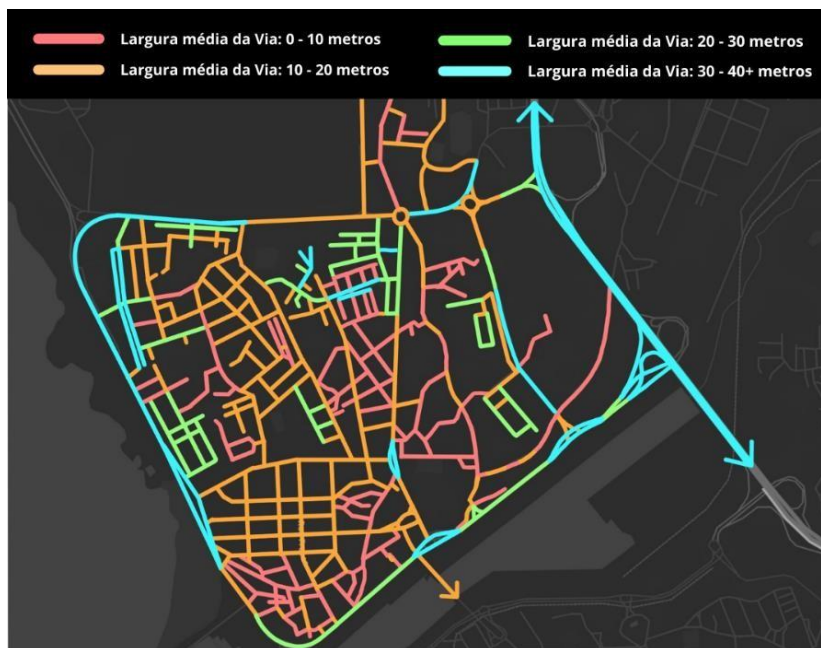 Largura média da Via: 0 - 10 metros
Largura média da Via: 20 - 30 metros
Largura média da Via: 10 - 20 metros
Largura média da Via: 30 - 40+ metros